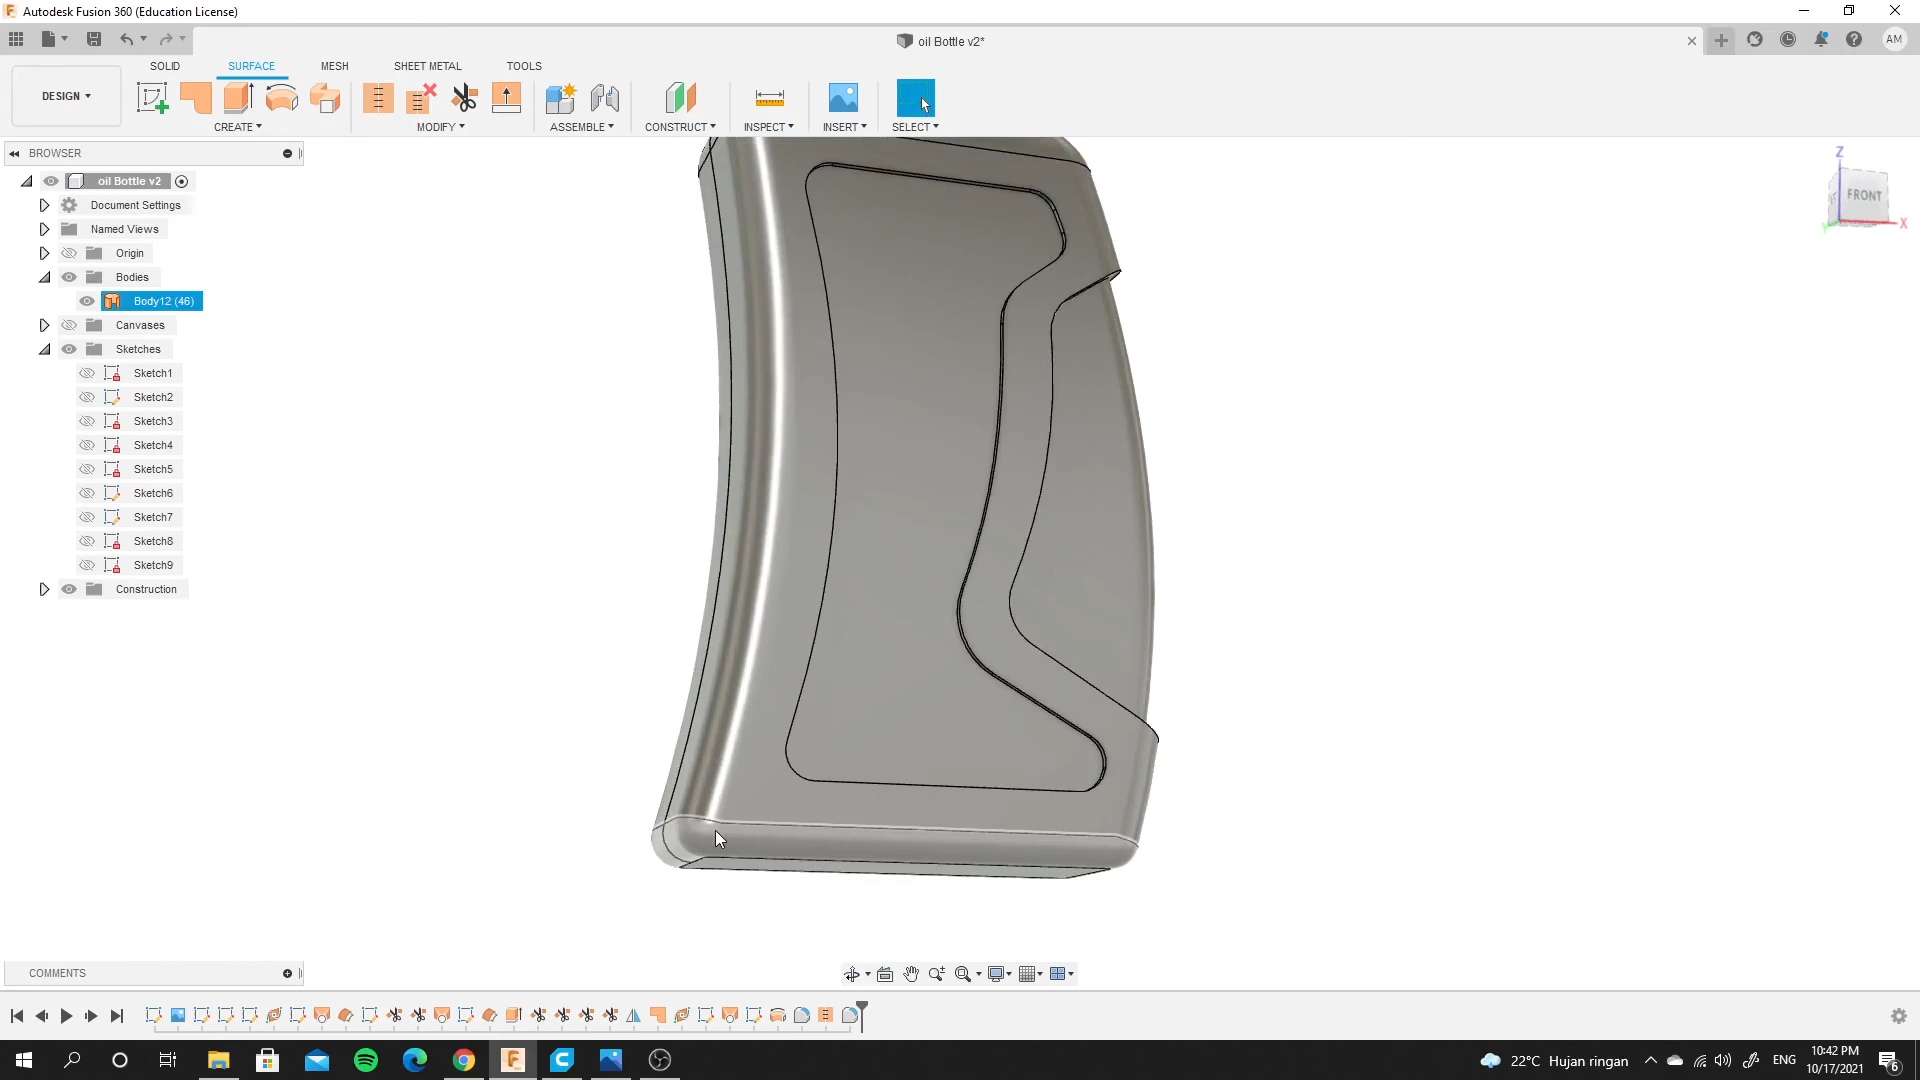 Autodesk Fusion 360 (Education License)
oil Bottle v2*
AM
SOLID SURFACE MESH SHEET METAL TOOLS
DESIGN
CREATE MODIFY ASSEMBLE CONSTRUCT INSPECT INSERT SELECT
BROWSER
oil Bottle v2
Document Settings
Named Views
Origin
Bodies
Body12 (46)
Canvases
Sketches
Sketch1
Sketch2
Sketch3
Sketch4
Sketch5
Sketch6
Sketch7
Sketch8
Sketch9
Construction
Z
FRONT
X
Y
COMMENTS
22°C Hujan ringan
ENG
10:42 PM
10/17/2021
6